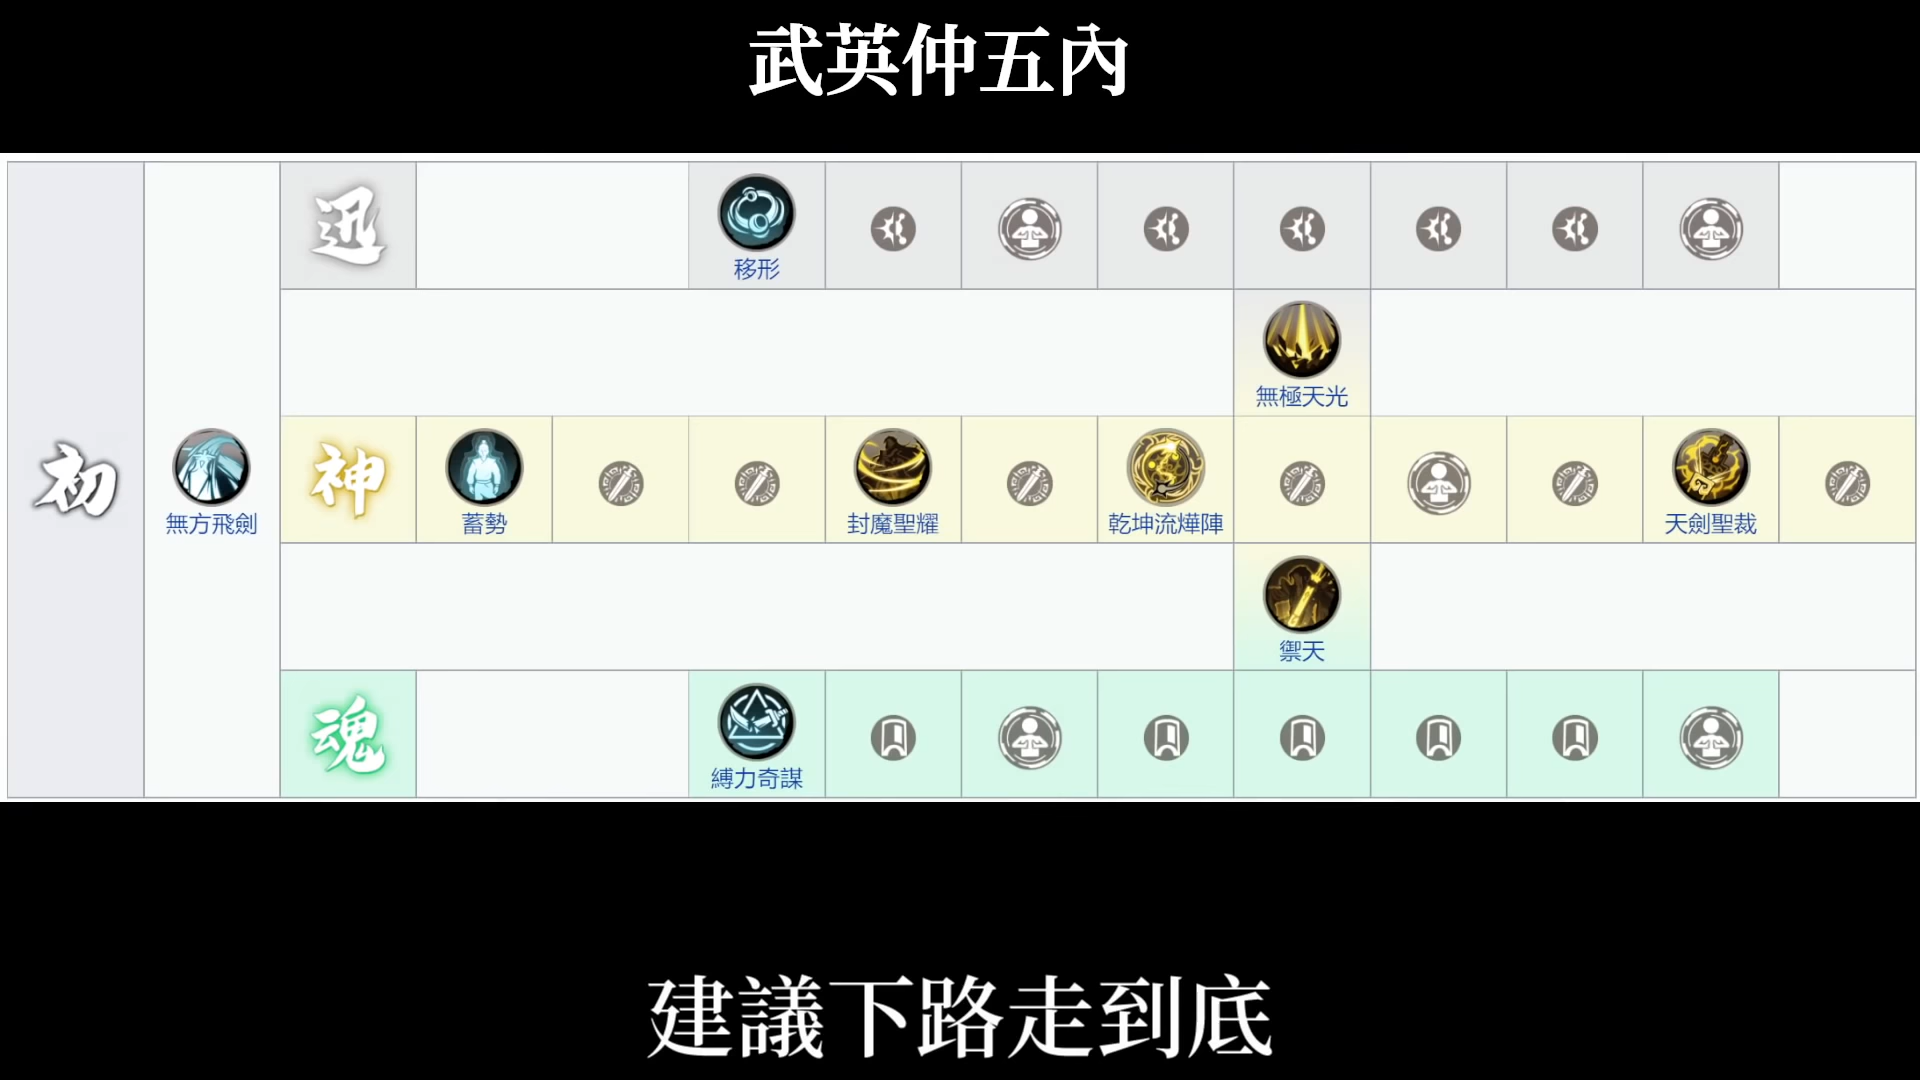 武英仲五內
迅
移形
無極天光
初
無方飛劍
神
蓄勢
封魔聖耀
乾坤流燁陣
天劍聖裁
禦天
魂
縛力奇謀
建議下路走到底